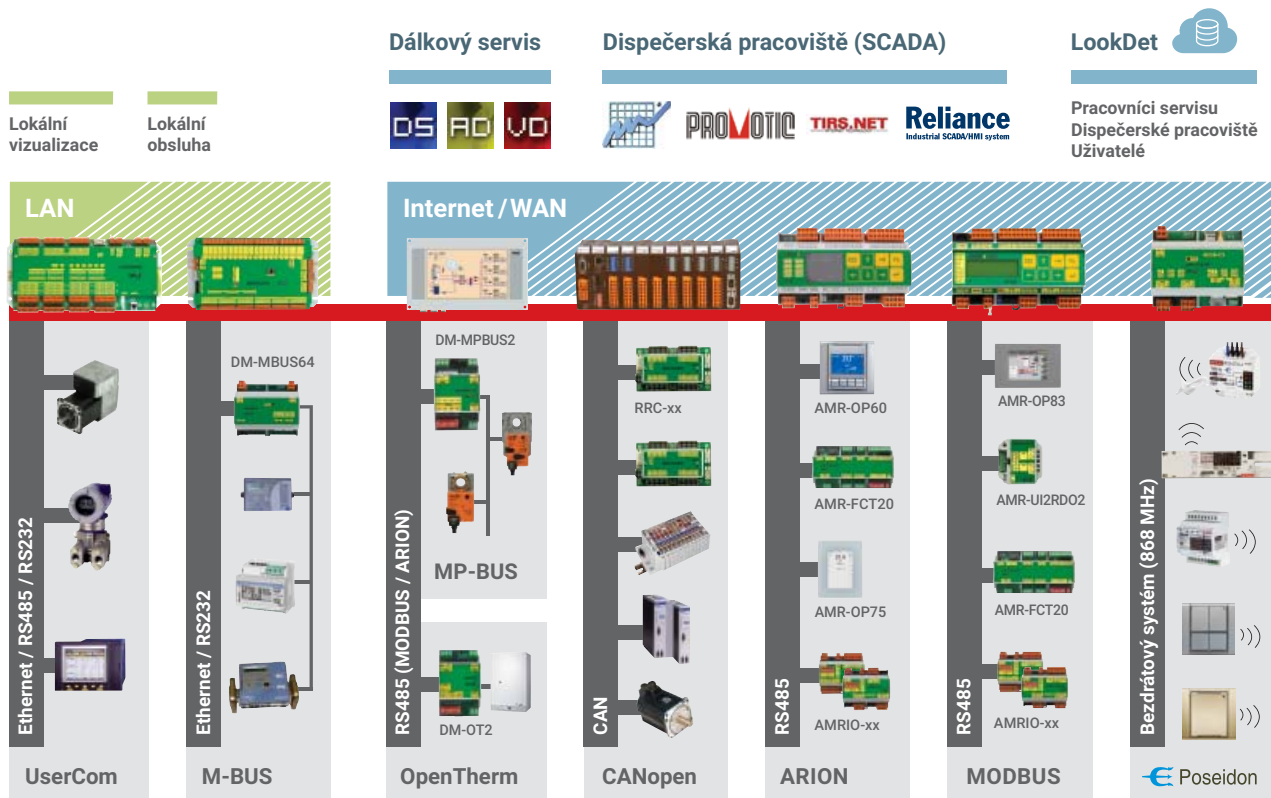 Dálkový servis
Dispečerská pracoviště (SCADA)
LookDet
Lokální
vizualizace
Lokální
obsluha
DS AD VD
PROMOTIC
TIRS.NET
Reliance
Industrial SCADA/HMI system
Pracovníci servisu
Dispečerské pracoviště
Uživatelé
LAN
Internet / WAN
Ethernet / RS485 / RS232
UserCom
Ethernet / RS232
DM-MBUS64
M-BUS
RS485 (MODBUS / ARION)
DM-MPBUS2
MP-BUS
DM-OT2
OpenTherm
CAN
RRC-xx
CANopen
RS485
AMR-OP60
AMR-FCT20
AMR-OP75
AMRIO-xx
ARION
RS485
AMR-OP83
AMR-UI2RDO2
AMR-FCT20
AMRIO-xx
MODBUS
Bezdrátový systém (868 MHz)
Poseidon